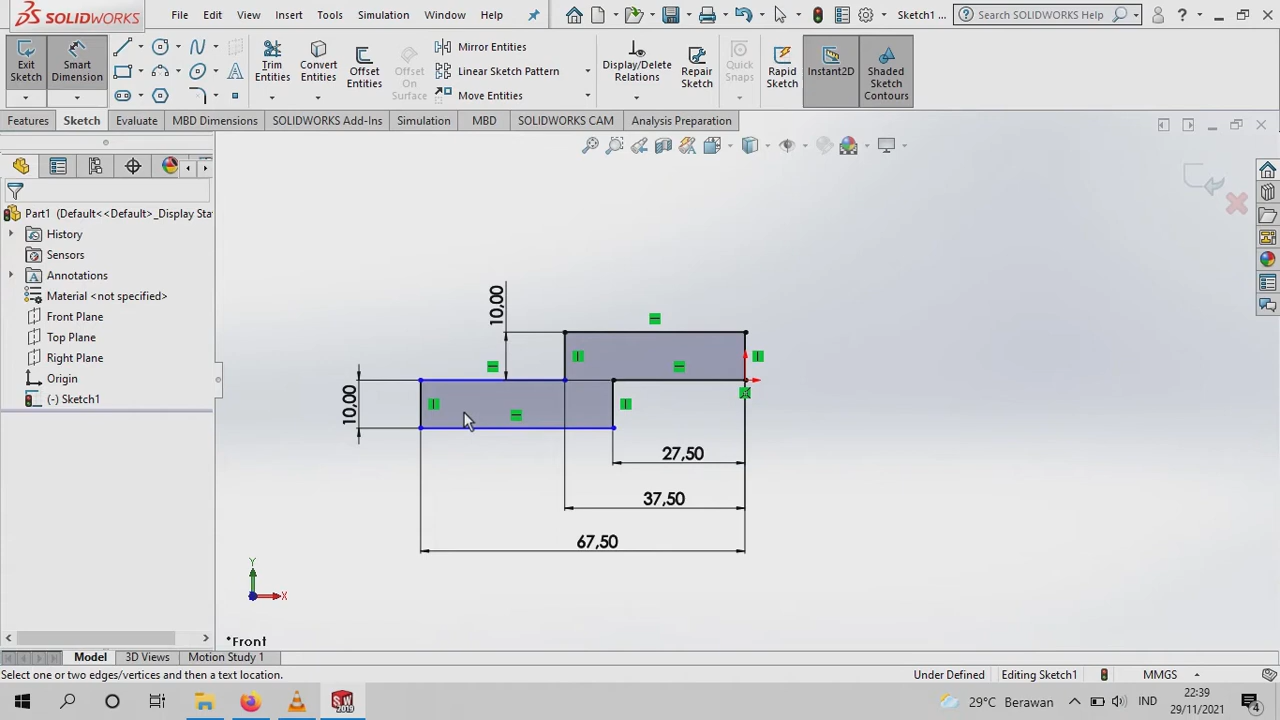 SOLIDWORKS File Edit View Insert Tools Simulation Window Help Sketch1 ... Search SOLIDWORKS Help ?
Exit Sketch
Smart Dimension
Trim Entities
Convert Entities
Offset Entities
Offset On Surface
Mirror Entities
Linear Sketch Pattern
Move Entities
Display/Delete Relations
Repair Sketch
Quick Snaps
Rapid Sketch
Instant2D
Shaded Sketch Contours
Features Sketch Evaluate MBD Dimensions SOLIDWORKS Add-Ins Simulation MBD SOLIDWORKS CAM Analysis Preparation
Part1 (Default<<Default>_Display Sta
History
Sensors
Annotations
Material <not specified>
Front Plane
Top Plane
Right Plane
Origin
(-) Sketch1
10,00
10,00
27,50
37,50
67,50
Y
X
*Front
Model 3D Views Motion Study 1
Select one or two edges/vertices and then a text location. Under Defined Editing Sketch1 MMGS
SW 2019
29°C Berawan IND 22:39 29/11/2021 4